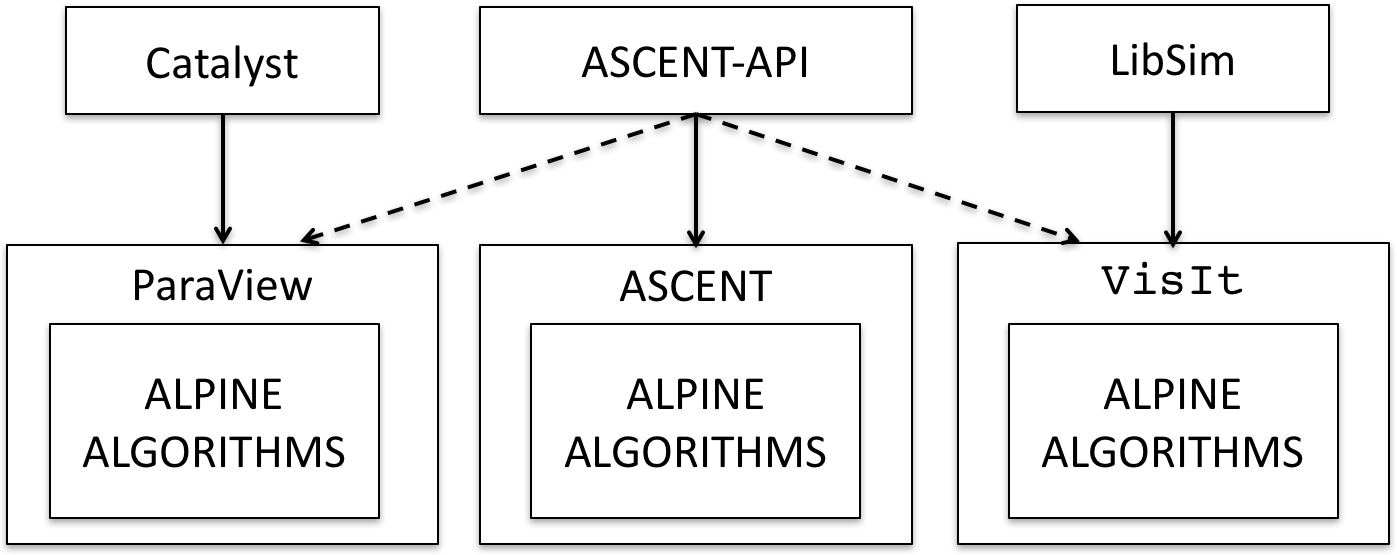 Catalyst
ASCENT-API
LibSim
ParaView
ASCENT
VisIt
ALPINE
ALGORITHMS
ALPINE
ALGORITHMS
ALPINE
ALGORITHMS